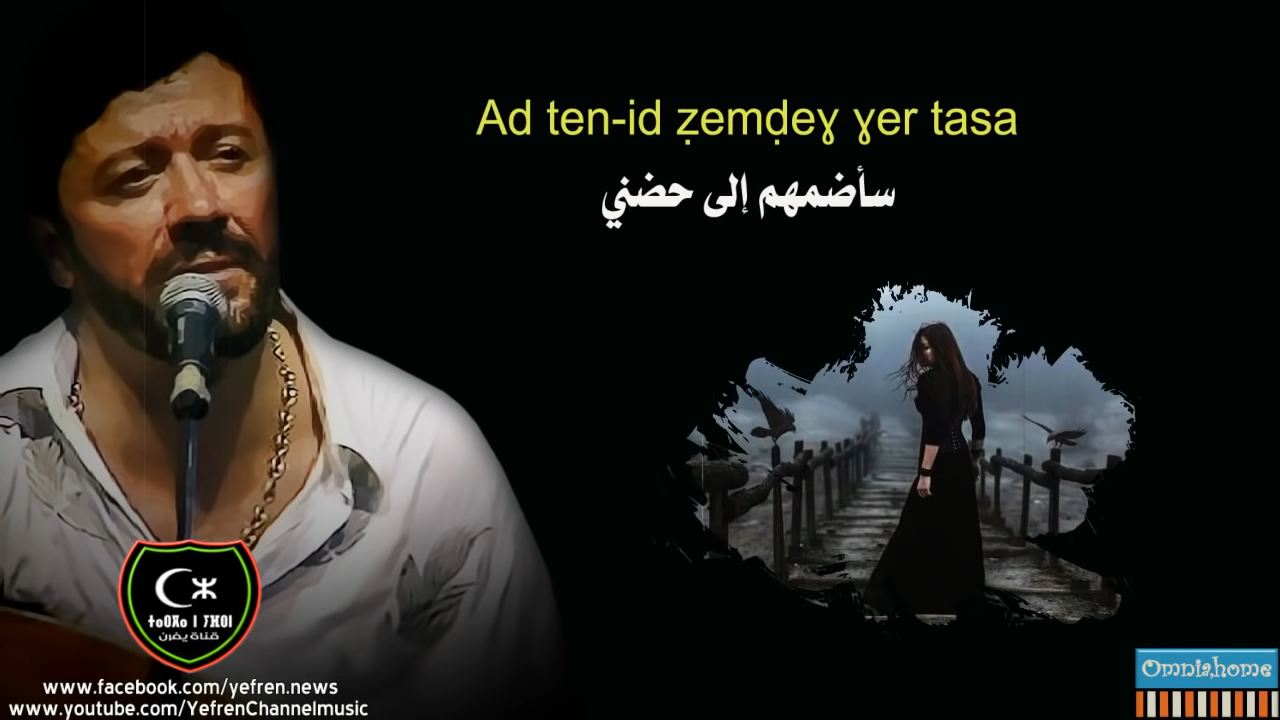 Ad ten-id ẓemḍeɣ ɣer tasa
سأضمهم إلى حضني
قناة يفرن
www.facebook.com/yefren.news
www.youtube.com/YefrenChannelmusic
Omniahome